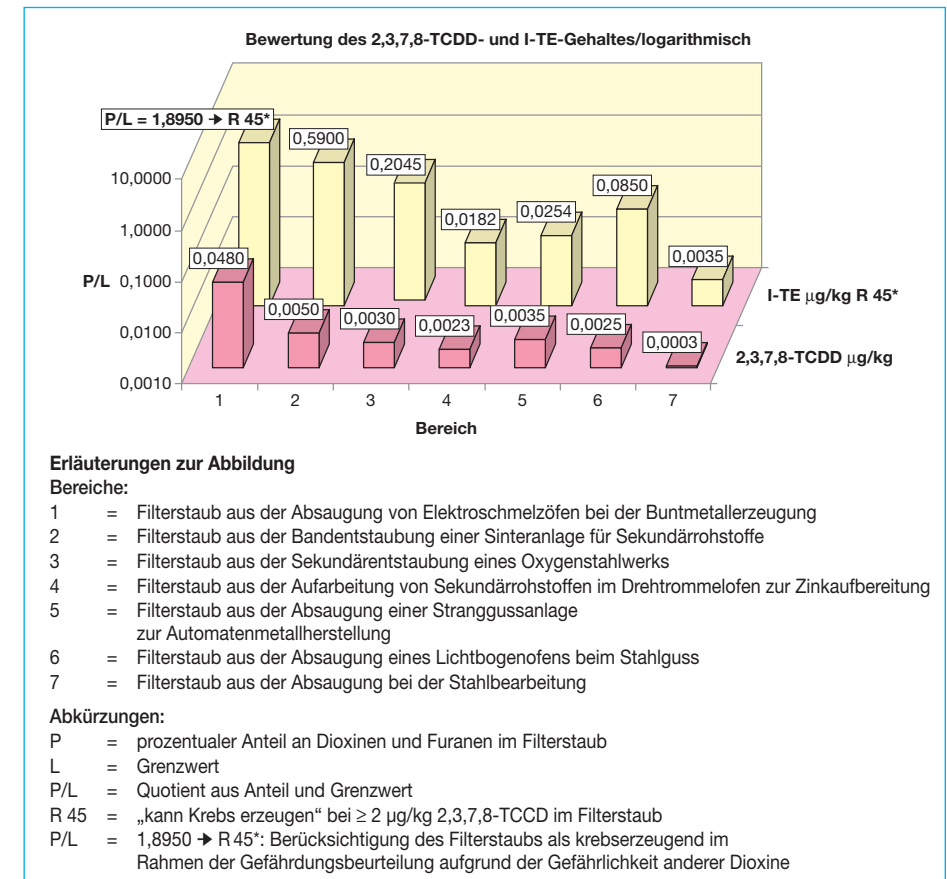 Bewertung des 2,3,7,8-TCDD- und I-TE-Gehaltes/logarithmisch
P/L = 1,8950 ➔ R 45*
0,5900
0,2045
0,0182
0,0254
0,0850
0,0035
10,0000
1,0000
P/L 0,1000
0,0100
0,0010
0,0480
0,0050
0,0030
0,0023
0,0035
0,0025
0,0003
I-TE µg/kg R 45*
2,3,7,8-TCDD µg/kg
1 2 3 4 5 6 7
Bereich
Erläuterungen zur Abbildung
Bereiche:
1 = Filterstaub aus der Absaugung von Elektroschmelzöfen bei der Buntmetallerzeugung
2 = Filterstaub aus der Bandentstaubung einer Sinteranlage für Sekundärrohstoffe
3 = Filterstaub aus der Sekundärentstaubung eines Oxygenstahlwerks
4 = Filterstaub aus der Aufarbeitung von Sekundärrohstoffen im Drehtrommelofen zur Zinkaufbereitung
5 = Filterstaub aus der Absaugung einer Stranggussanlage
zur Automatenmetallherstellung
6 = Filterstaub aus der Absaugung eines Lichtbogenofens beim Stahlguss
7 = Filterstaub aus der Absaugung bei der Stahlbearbeitung
Abkürzungen:
P = prozentualer Anteil an Dioxinen und Furanen im Filterstaub
L = Grenzwert
P/L = Quotient aus Anteil und Grenzwert
R 45 = „kann Krebs erzeugen“ bei ≥ 2 µg/kg 2,3,7,8-TCCD im Filterstaub
P/L = 1,8950 ➔ R 45*: Berücksichtigung des Filterstaubs als krebserzeugend im
Rahmen der Gefährdungsbeurteilung aufgrund der Gefährlichkeit anderer Dioxine